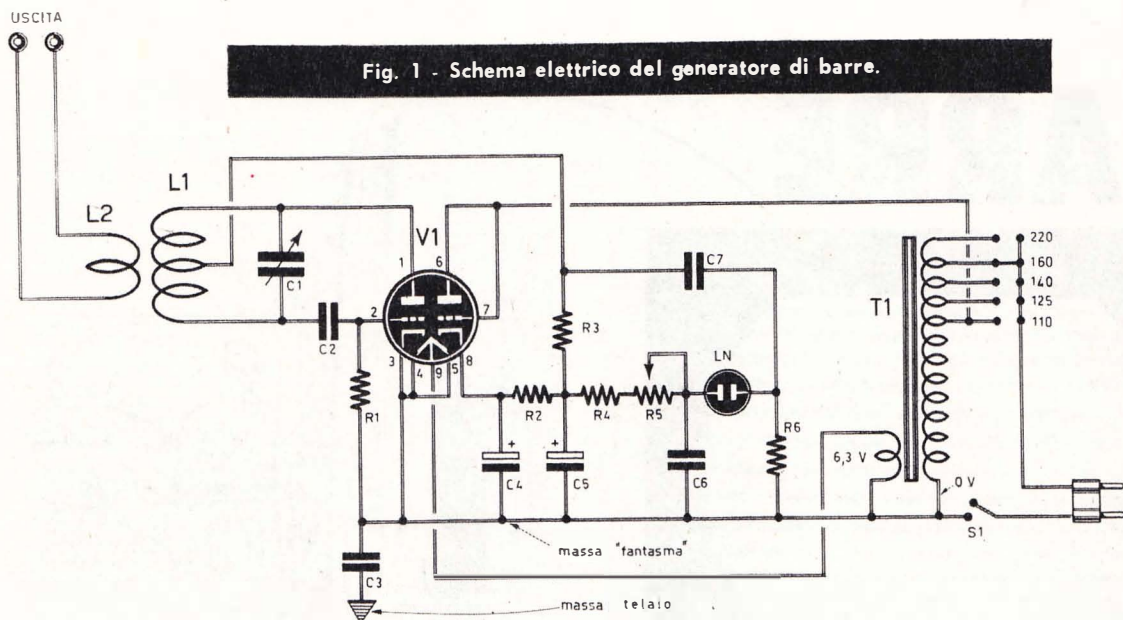 USCITA
Fig. 1 - Schema elettrico del generatore di barre.
L1
L2
V1
1
6
C1
C2
2
7
3
4
9
5
8
R1
C7
R3
LN
R2
R4
R5
R6
+
+
C4
C5
C6
C3
T1
220
160
140
125
110
6,3 V
0 V
S1
massa "fantasma"
massa telaio